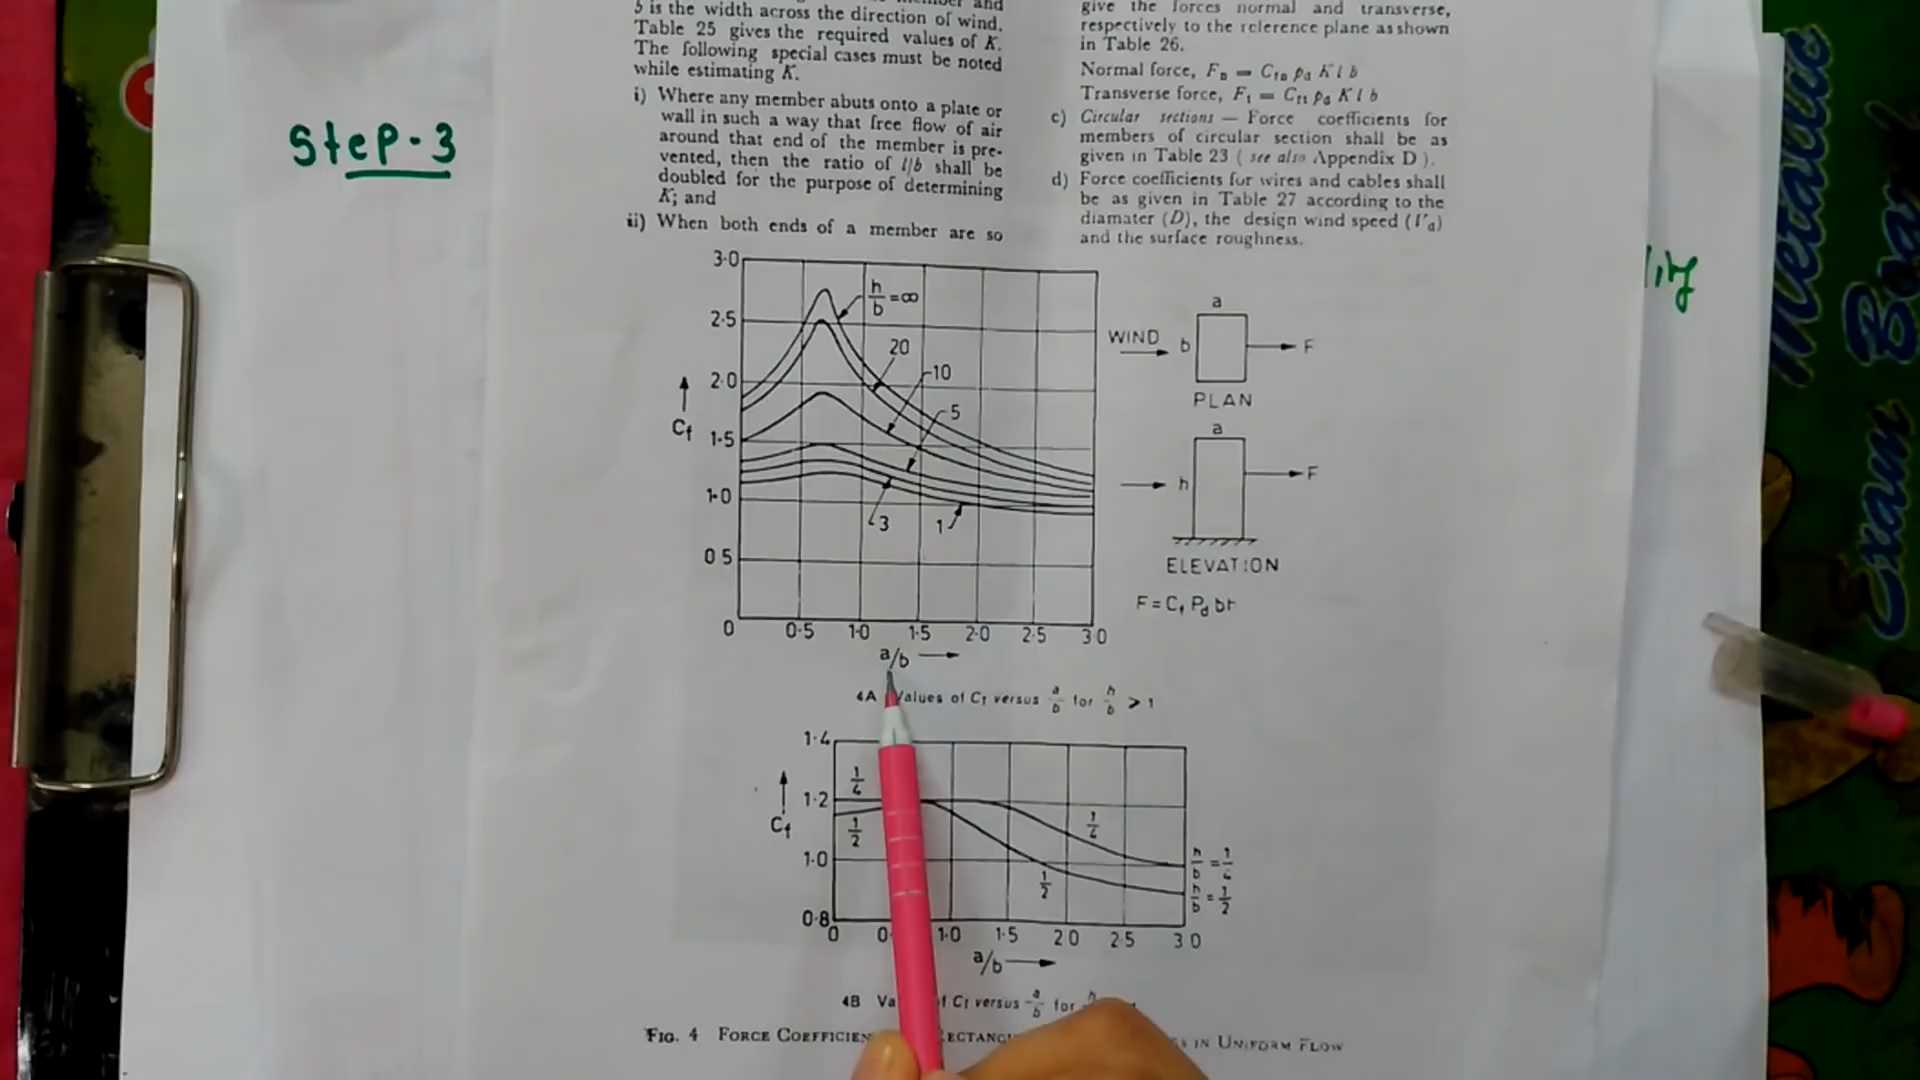 Step-3
b is the width across the direction of wind.
Table 25 gives the required values of K.
The following special cases must be noted
while estimating K.
i) Where any member abuts onto a plate or
wall in such a way that free flow of air
around that end of the member is pre-
vented, then the ratio of l/b shall be
doubled for the purpose of determining
K; and
ii) When both ends of a member are so
give the forces normal and transverse,
respectively to the reference plane as shown
in Table 26.
Normal force, Fn = Cfn pd K l b
Transverse force, Ft = Cft pd K l b
c) Circular sections — Force coefficients for
members of circular section shall be as
given in Table 23 ( see also Appendix D ).
d) Force coefficients for wires and cables shall
be as given in Table 27 according to the
diamater (D), the design wind speed (Vd)
and the surface roughness.
3·0
2·5
2·0
Cf
1·5
1·0
0 5
0
0·5
1·0
1·5
2·0
2·5
3 0
h/b = ∞
20
10
5
3
1
a/b
WIND
a
b
F
PLAN
a
h
F
ELEVATION
F = Cf Pd bh
4A Values of Cf versus a/b for h/b > 1
1·4
1·2
Cf
1·0
0·8
1/4
1/2
1/4
1/2
h/b = 1/4
h/b = 1/2
0
1·0
1·5
2 0
2·5
3 0
a/b
4B
Cf versus a/b for
FIG. 4 FORCE
IN UNIFORM FLOW
Metallic
Exam Boar